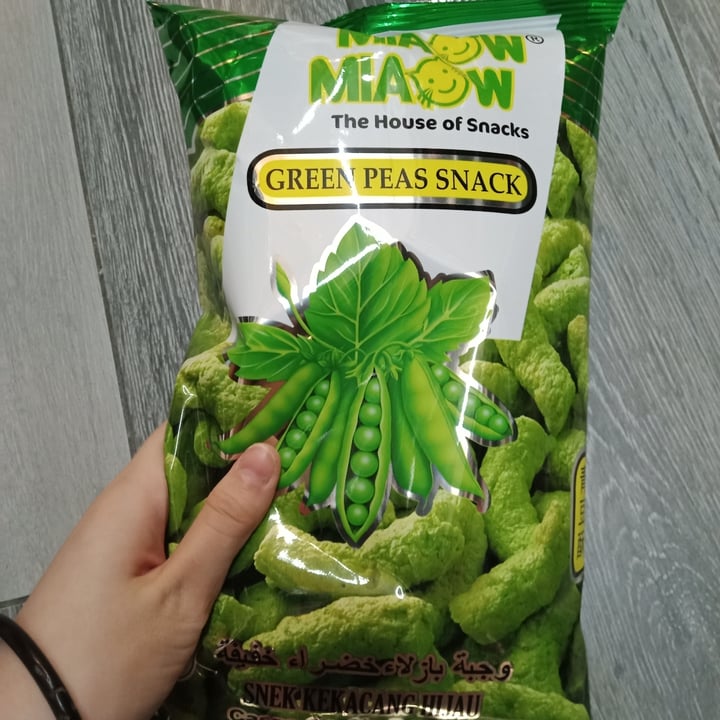 MIAOW
MIAOW
®
The House of Snacks
GREEN PEAS SNACK
وجبة بازلاء خضراء خفيفة
SNEK KEKACANG HIJAU